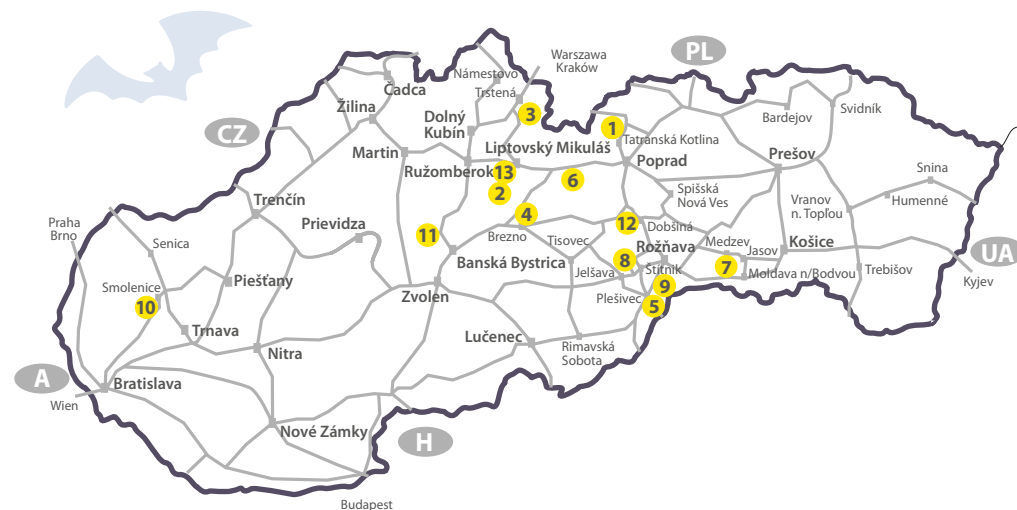 PL
Warszawa
Kraków
Námestovo
Trstená
Čadca
Svidník
Žilina
Bardejov
3
Dolný
Kubín
1
CZ
Tatranská Kotlina
Martin
Liptovský Mikuláš
Prešov
Poprad
Ružomberok
13
6
Snina
2
Spišská
Nová Ves
Humenné
Trenčín
Vranov
n. Topľou
4
12
Dobšiná
Prievidza
Praha
Brno
11
Brezno
Tisovec
Rožňava
Medzev
Košice
Senica
Jasov
UA
Banská Bystrica
8
7
Štítnik
Jelšava
Moldava n/Bodvou
Trebišov
Piešťany
Kyjev
Smolenice
9
Zvolen
Plešivec
10
5
Trnava
Lučenec
Rimavská
Sobota
Nitra
A
Bratislava
Wien
Nové Zámky
H
Budapest